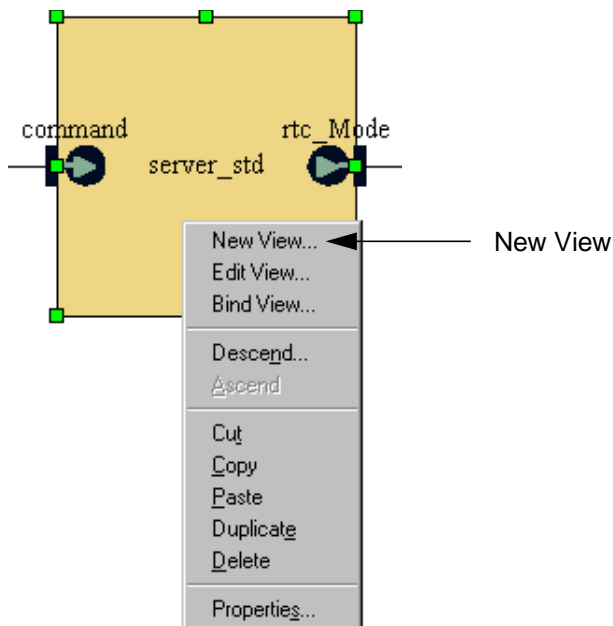 command
rtc_Mode
server_std
New View...
New View
Edit View...
Bind View...
Descend...
Ascend
Cut
Copy
Paste
Duplicate
Delete
Properties...